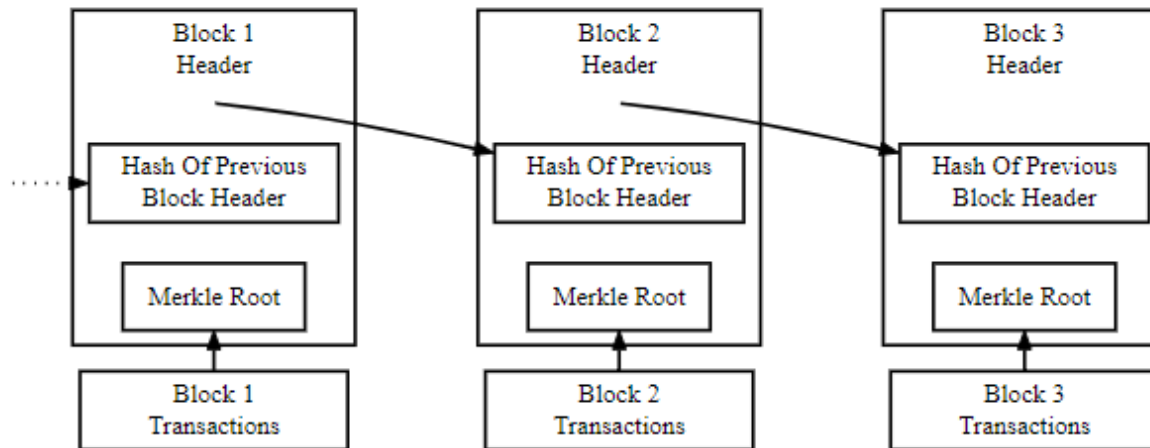 Block 1
Header
Hash Of Previous
Block Header
Merkle Root
Block 1
Transactions
Block 2
Header
Hash Of Previous
Block Header
Merkle Root
Block 2
Transactions
Block 3
Header
Hash Of Previous
Block Header
Merkle Root
Block 3
Transactions